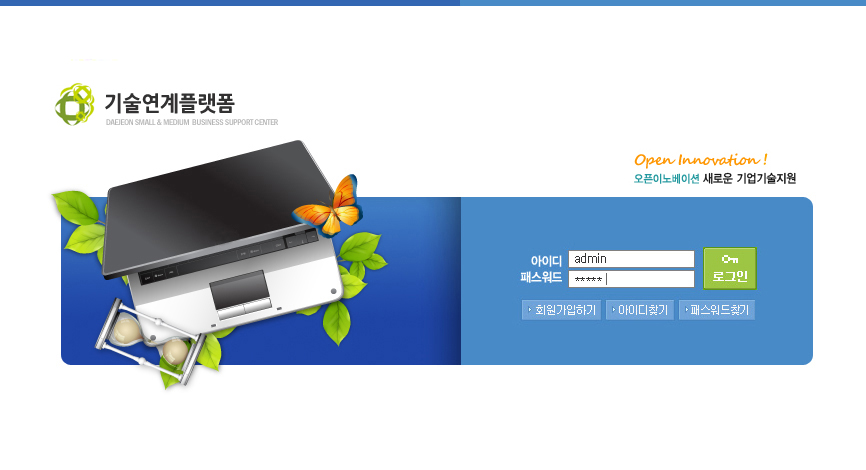 기술연계플랫폼
DAEJEON SMALL & MEDIUM BUSINESS SUPPORT CENTER
Open Innovation !
오픈이노베이션 새로운 기업기술지원
아이디 admin
패스워드 *****
로그인
회원가입하기 아이디찾기 패스워드찾기